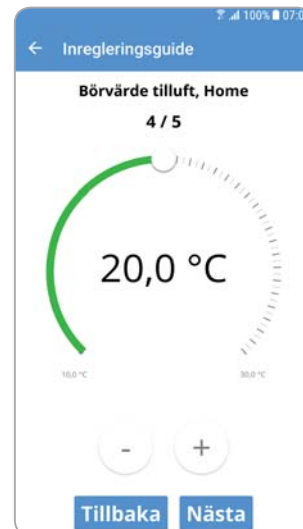 100% 07:0
← Inregleringsguide
Börvärde tilluft, Home
4 / 5
20,0 °C
10,0 °C 30,0 °C
- +
Tillbaka Nästa